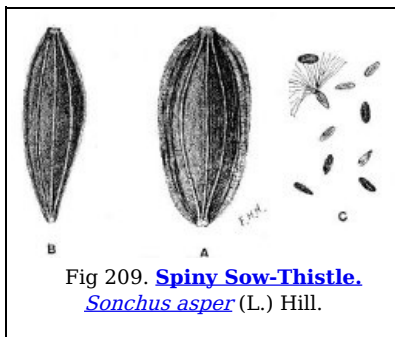 B
A
F.H.H.
C
Fig 209. Spiny Sow-Thistle.
Sonchus asper (L.) Hill.